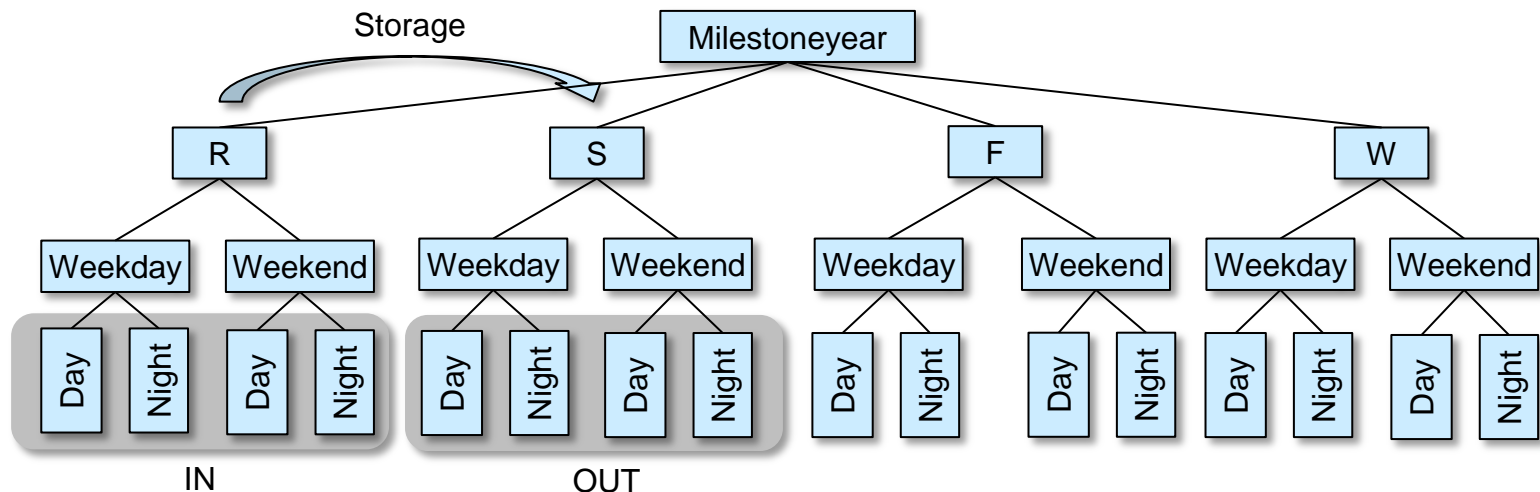 Storage
Milestoneyear
R
S
F
W
Weekday
Weekend
Weekday
Weekend
Weekday
Weekend
Weekday
Weekend
Day
Night
Day
Night
Day
Night
Day
Night
Day
Night
Day
Night
Day
Night
Day
Night
IN
OUT